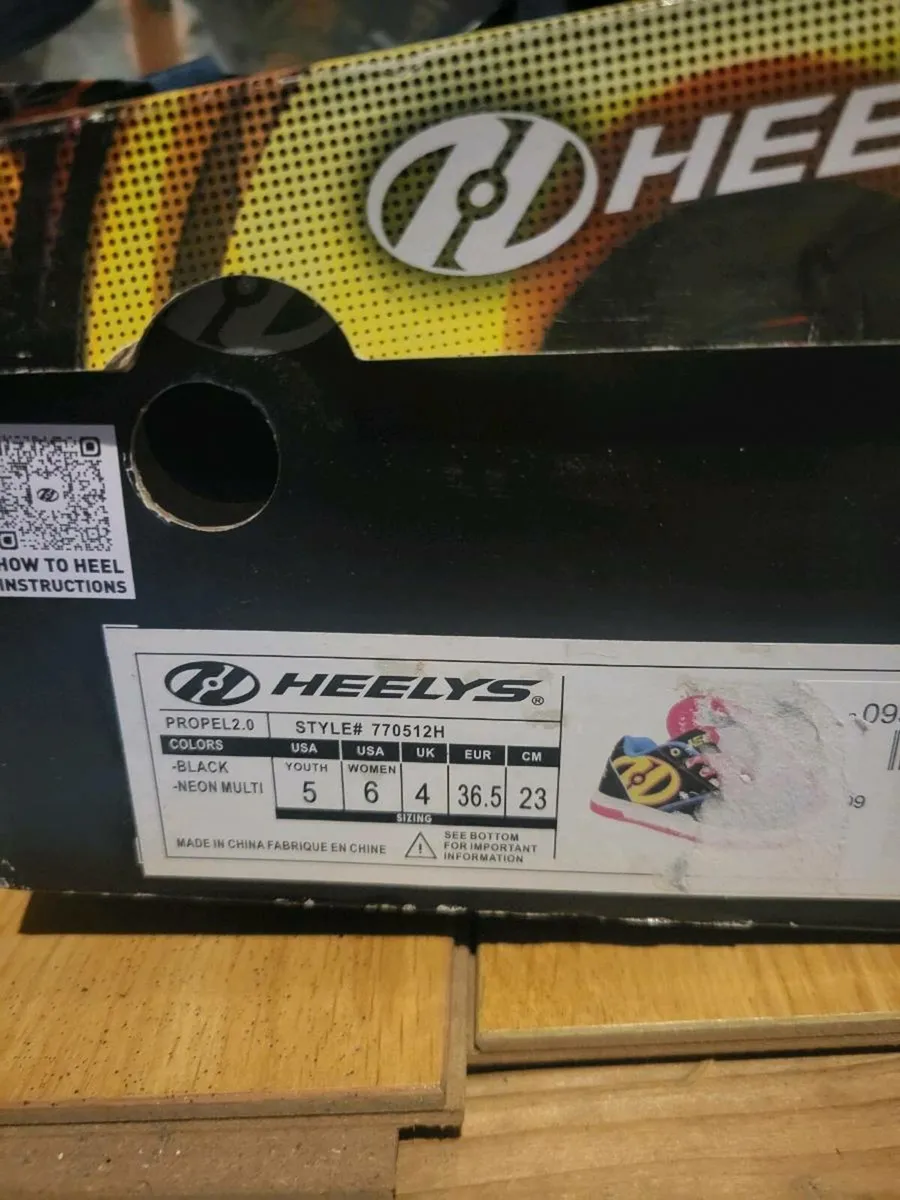 HEE
HOW TO HEEL
INSTRUCTIONS
HEELYS®
PROPEL2.0
STYLE# 770512H
COLORS
-BLACK
-NEON MULTI
USA USA UK EUR CM
YOUTH WOMEN
5 6 4 36.5 23
SIZING
MADE IN CHINA FABRIQUE EN CHINE
SEE BOTTOM
FOR IMPORTANT
INFORMATION
09